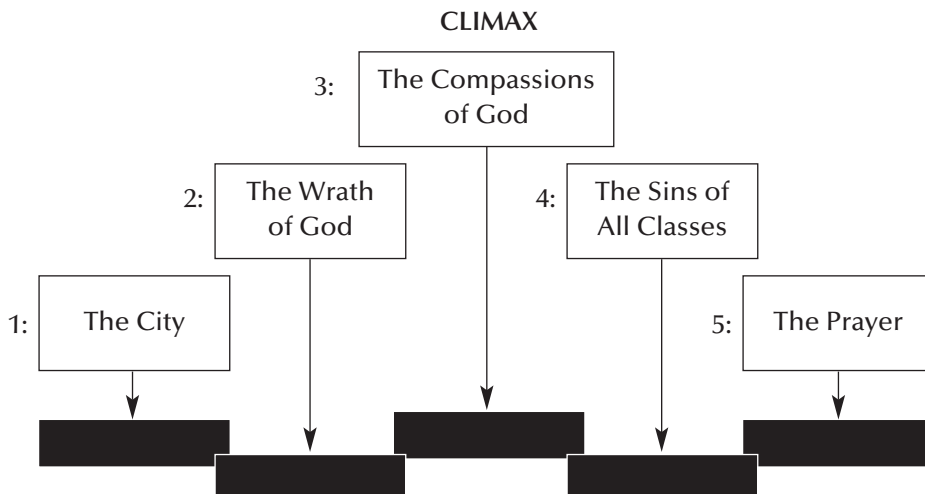 CLIMAX
3:
The Compassions
of God
2:
The Wrath
of God
4:
The Sins of
All Classes
1:
The City
5:
The Prayer